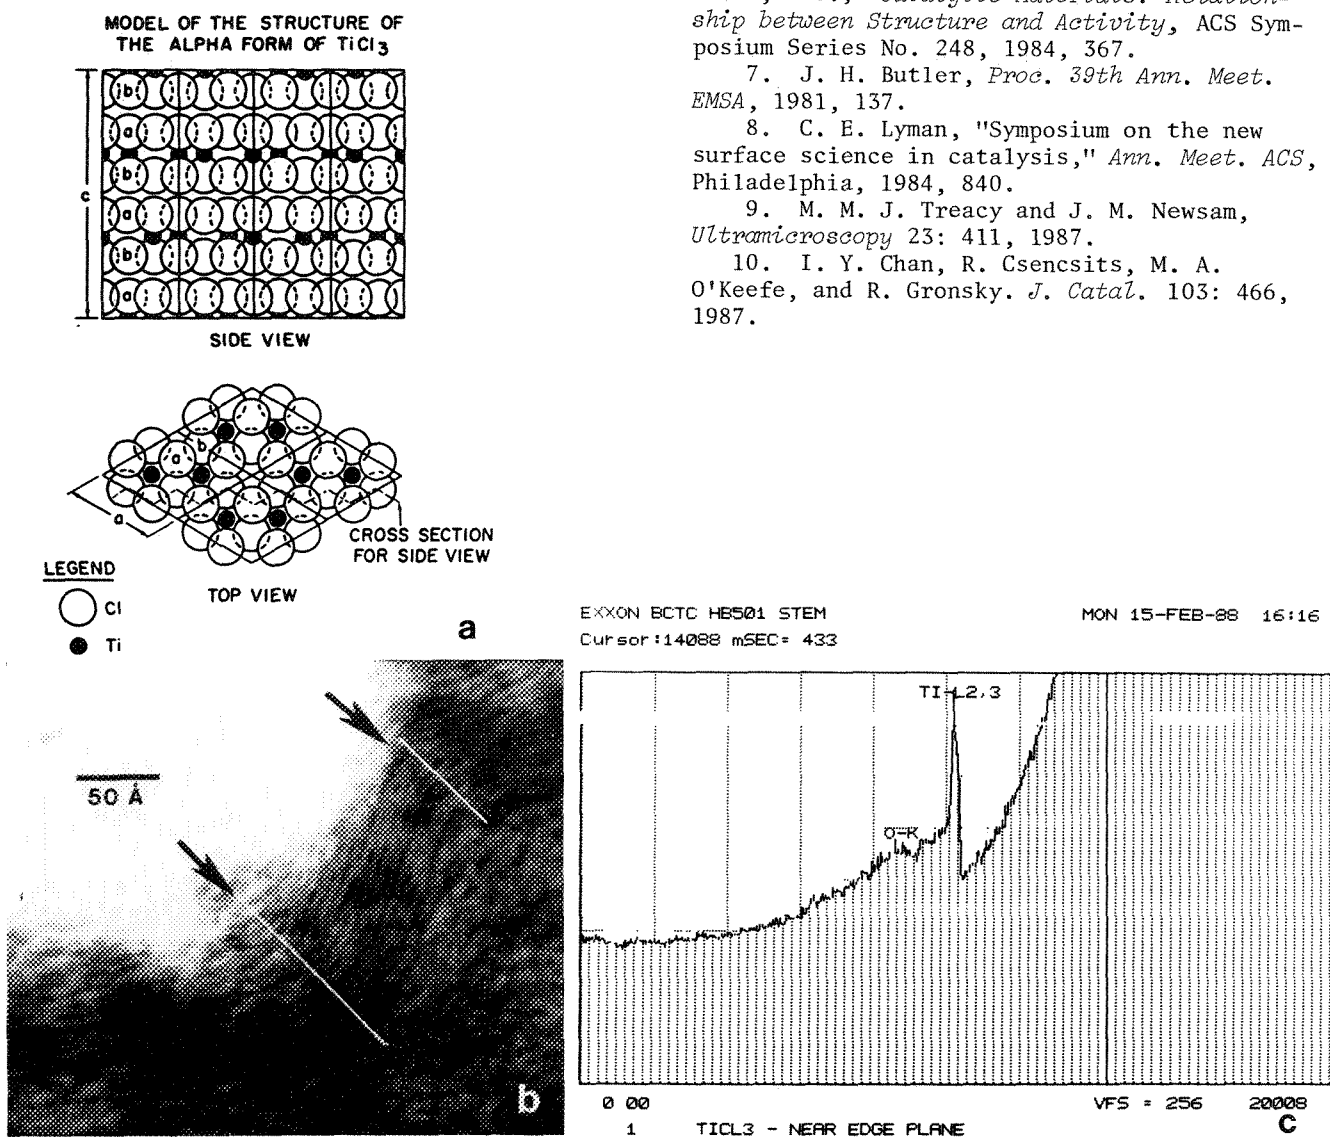 MODEL OF THE STRUCTURE OF
THE ALPHA FORM OF TiCl3
b
a
b
c
a
b
a
SIDE VIEW
b
a
a
CROSS SECTION
FOR SIDE VIEW
LEGEND
Cl
Ti
TOP VIEW
a
ship between Structure and Activity, ACS Sym-
posium Series No. 248, 1984, 367.
7. J. H. Butler, Proc. 39th Ann. Meet.
EMSA, 1981, 137.
8. C. E. Lyman, "Symposium on the new
surface science in catalysis," Ann. Meet. ACS,
Philadelphia, 1984, 840.
9. M. M. J. Treacy and J. M. Newsam,
Ultramicroscopy 23: 411, 1987.
10. I. Y. Chan, R. Csencsits, M. A.
O'Keefe, and R. Gronsky. J. Catal. 103: 466,
1987.
50 Å
b
EXXON BCTC HB501 STEM MON 15-FEB-88 16:16
Cursor:14088 mSEC= 433
TI-L2,3
O-K
0 00 VFS = 256 20008
1 TICL3 - NEAR EDGE PLANE
c